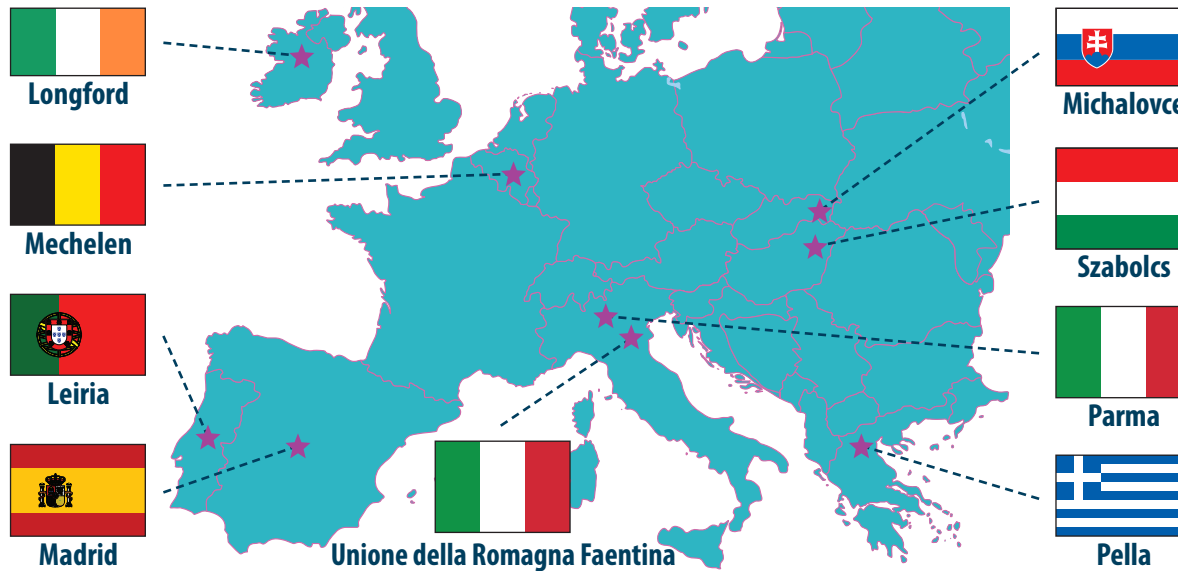 Longford
Mechelen
Leiria
Madrid
Unione della Romagna Faentina
Michalovce
Szabolcs
Parma
Pella